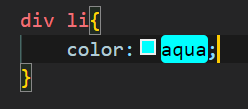 div li{
    color: aqua;
}